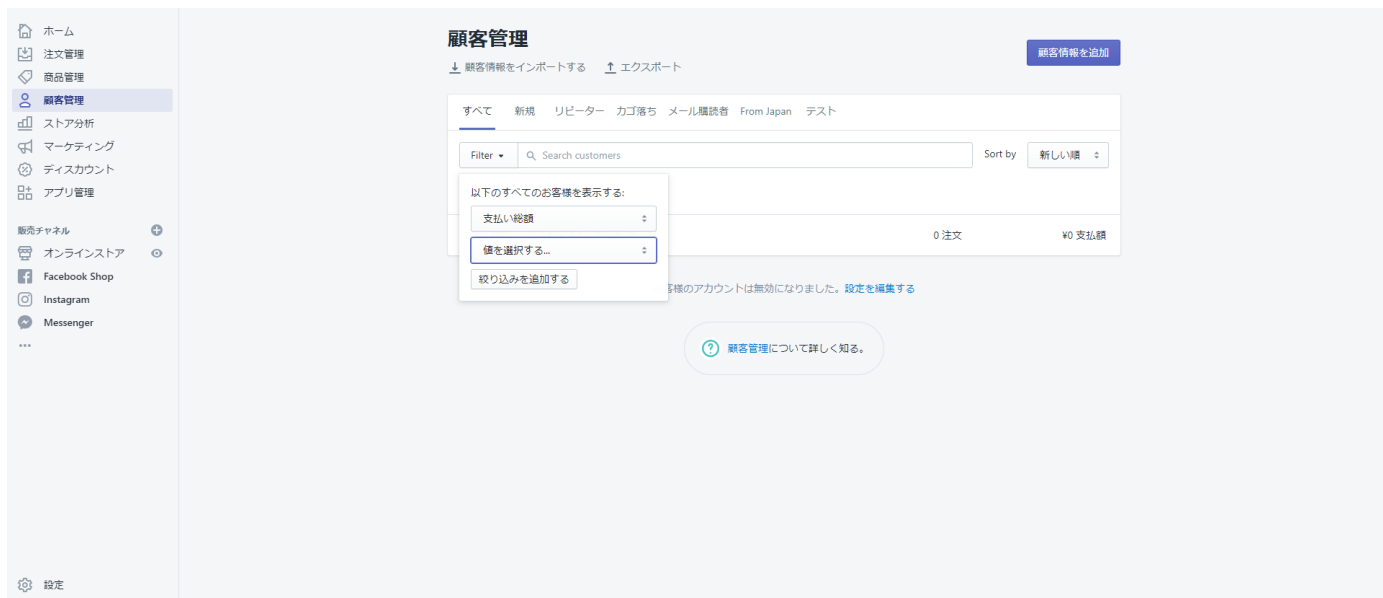 ホーム
注文管理
商品管理
顧客管理
ストア分析
マーケティング
ディスカウント
アプリ管理
販売チャネル
オンラインストア
Facebook Shop
Instagram
Messenger
設定
顧客管理
顧客情報をインポートする エクスポート
顧客情報を追加
すべて 新規 リピーター カゴ落ち メール購読者 From Japan テスト
Filter Search customers Sort by 新しい順
以下のすべてのお客様を表示する:
支払い総額
値を選択する...
絞り込みを追加する
0 注文 ¥0 支払額
客様のアカウントは無効になりました。設定を編集する
顧客管理について詳しく知る。